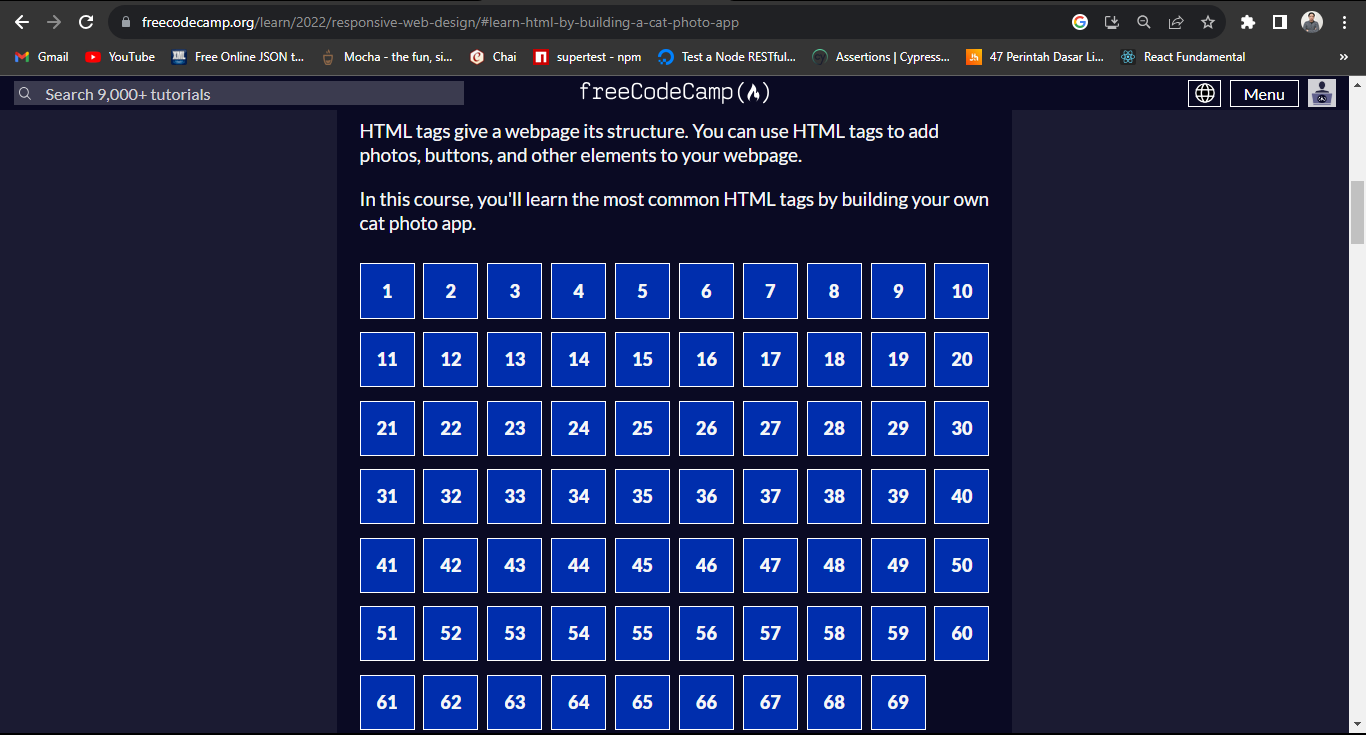 freecodecamp.org/learn/2022/responsive-web-design/#learn-html-by-building-a-cat-photo-app
Gmail YouTube Free Online JSON t... Mocha - the fun, si... Chai supertest - npm Test a Node RESTful... Assertions | Cypress... 47 Perintah Dasar Li... React Fundamental »
Search 9,000+ tutorials freeCodeCamp Menu
HTML tags give a webpage its structure. You can use HTML tags to add
photos, buttons, and other elements to your webpage.
In this course, you'll learn the most common HTML tags by building your own
cat photo app.
1 2 3 4 5 6 7 8 9 10
11 12 13 14 15 16 17 18 19 20
21 22 23 24 25 26 27 28 29 30
31 32 33 34 35 36 37 38 39 40
41 42 43 44 45 46 47 48 49 50
51 52 53 54 55 56 57 58 59 60
61 62 63 64 65 66 67 68 69